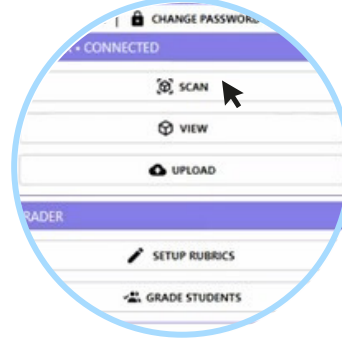 | CHANGE PASSWORD
• CONNECTED
SCAN
VIEW
UPLOAD
RADER
SETUP RUBRICS
GRADE STUDENTS